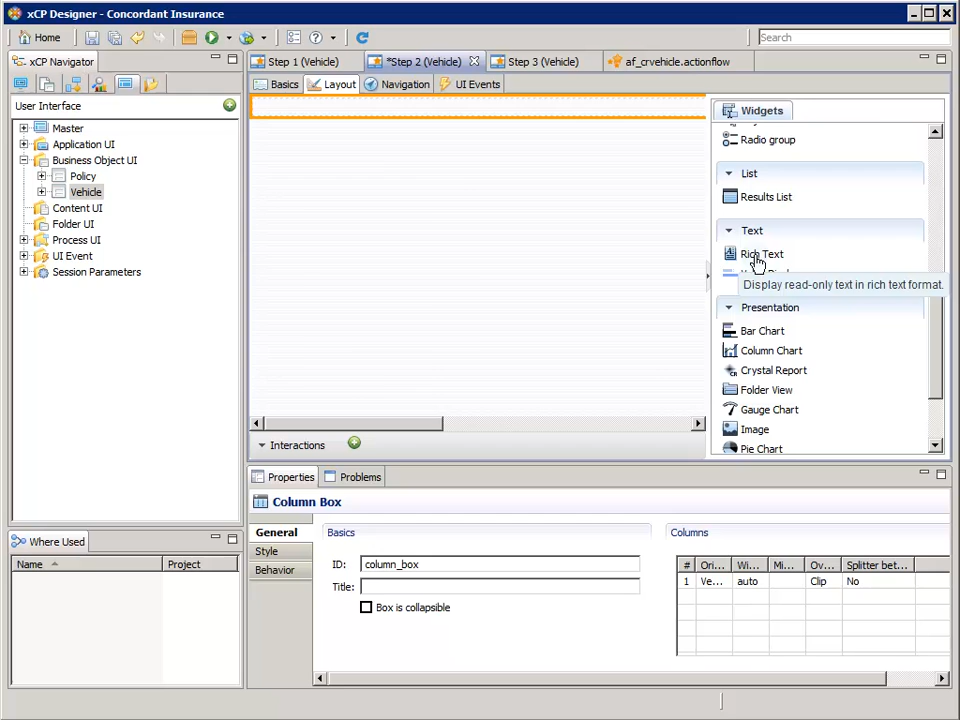 xCP Designer - Concordant Insurance
Home
Search
xCP Navigator
Step 1 (Vehicle)
*Step 2 (Vehicle)
Step 3 (Vehicle)
af_crvehicle.actionflow
Basics
Layout
Navigation
UI Events
User Interface
Master
Application UI
Business Object UI
Policy
Vehicle
Content UI
Folder UI
Process UI
UI Event
Session Parameters
Widgets
Radio group
List
Results List
Text
Rich Text
Display read-only text in rich text format.
Presentation
Bar Chart
Column Chart
Crystal Report
Folder View
Gauge Chart
Image
Pie Chart
Interactions
Properties
Problems
Column Box
General
Style
Behavior
Basics
ID:
column_box
Title:
Box is collapsible
Columns
# Ori... Wi... Mi... Ov... Splitter bet...
1 Ve... auto Clip No
Where Used
Name
Project